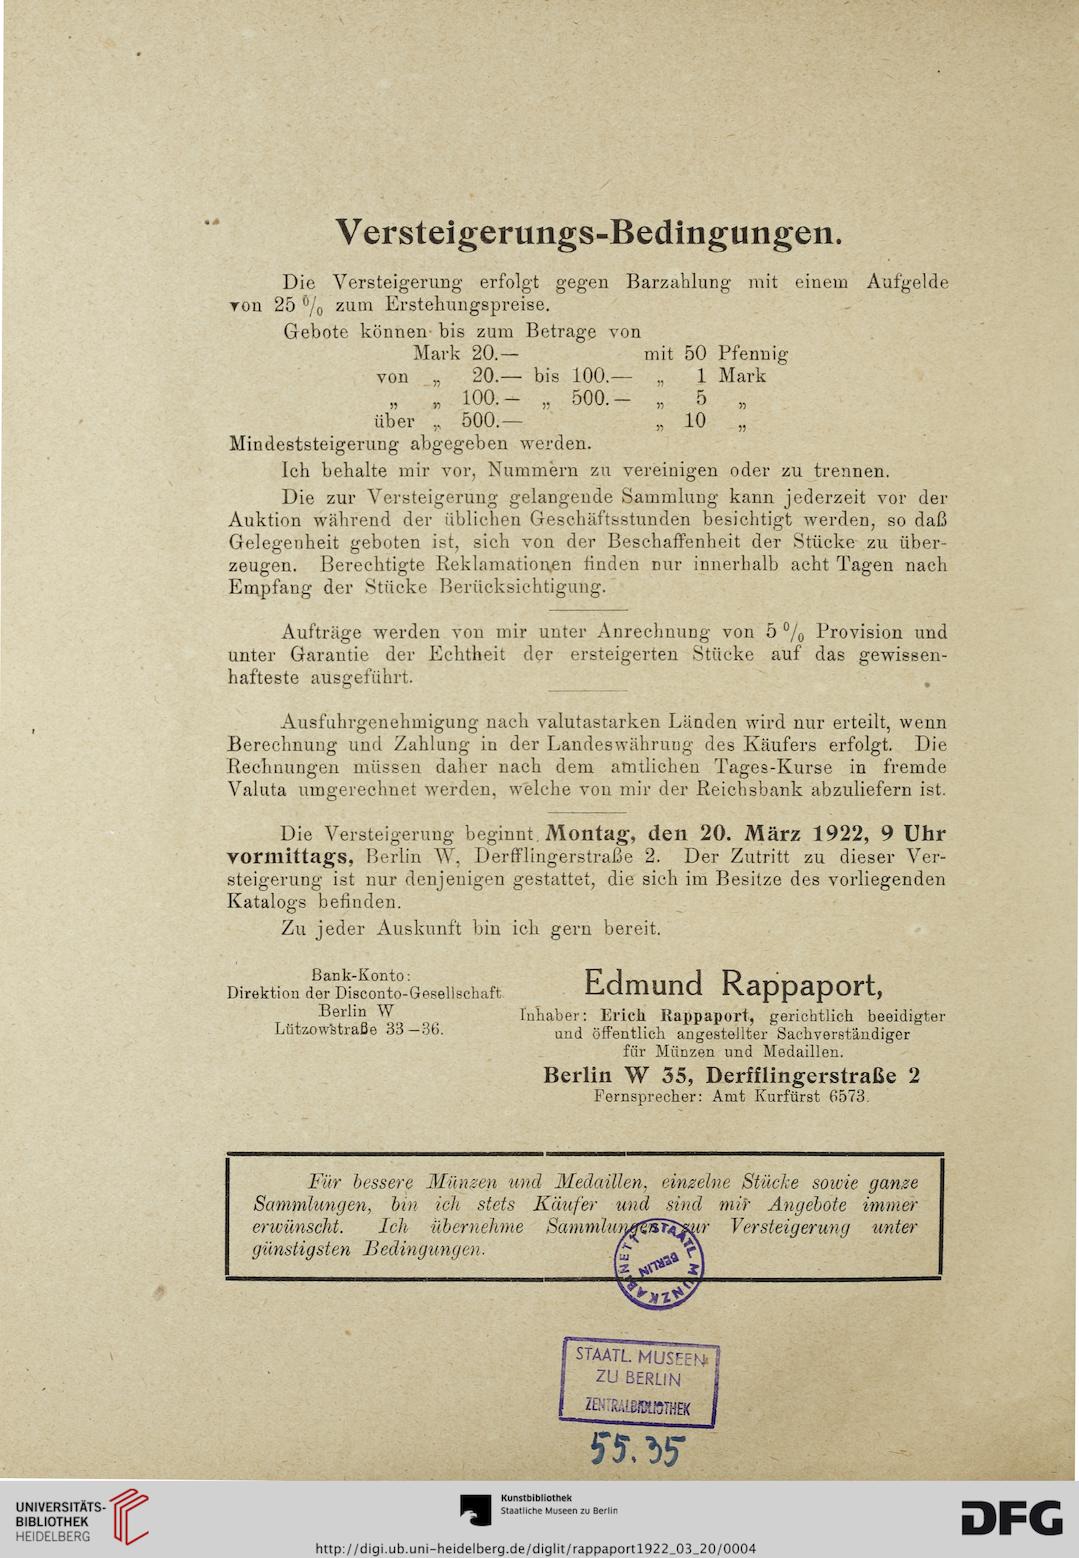 Versteigerungs-Bedingungen.
Die Versteigerung erfolgt gegen Barzahlung mit einem Aufgelde
von 25 % zum Erstehungspreise.
Gebote können bis zum Betrage von
Mark 20.— mit 50 Pfennig
von „ 20.— bis 100.— „ 1 Mark
„ „ 100.— „ 500.— „ 5 „
über „ 500.— „ 10 „
Mindeststeigerung abgegeben werden.
Ich behalte mir vor, Nummern zu vereinigen oder zu trennen.
Die zur Versteigerung gelangende Sammlung kann jederzeit vor der
Auktion während der üblichen Geschäftsstunden besichtigt werden, so daß
Gelegenheit geboten ist, sich von der Beschaffenheit der Stücke zu über-
zeugen. Berechtigte Reklamationen finden nur innerhalb acht Tagen nach
Empfang der Stücke Berücksichtigung.
Aufträge werden von mir unter Anrechnung von 5 % Provision und
unter Garantie der Echtheit der ersteigerten Stücke auf das gewissen-
hafteste ausgeführt.
Ausfuhrgenehmigung nach valutastarken Länden wird nur erteilt, wenn
Berechnung und Zahlung in der Landeswährung des Käufers erfolgt. Die
Rechnungen müssen daher nach dem amtlichen Tages-Kurse in fremde
Valuta umgerechnet werden, welche von mir der Reichsbank abzuliefern ist.
Die Versteigerung beginnt Montag, den 20. März 1922, 9 Uhr
vormittags, Berlin W, Derfflingerstraße 2. Der Zutritt zu dieser Ver-
steigerung ist nur denjenigen gestattet, die sich im Besitze des vorliegenden
Katalogs befinden.
Zu jeder Auskunft bin ich gern bereit.
Bank-Konto:
Direktion der Disconto-Gesellschaft
Berlin W
Lützowstraße 33—36.
Edmund Rappaport,
Inhaber: Erich Rappaport, gerichtlich beeidigter
und öffentlich angestellter Sachverständiger
für Münzen und Medaillen.
Berlin W 35, Derfflingerstraße 2
Fernsprecher: Amt Kurfürst 6573.
Für bessere Münzen und Medaillen, einzelne Stücke sowie ganze
Sammlungen, bin ich stets Käufer und sind mir Angebote immer
erwünscht. Ich übernehme Sammlungen zur Versteigerung unter
günstigsten Bedingungen.
STAATL. MÜNZKABINETT
BERLIN
STAATL. MUSEEN
ZU BERLIN
ZENTRALBIBLIOTHEK
55.35
UNIVERSITÄTS-
BIBLIOTHEK
HEIDELBERG
Kunstbibliothek
Staatliche Museen zu Berlin
DFG
http://digi.ub.uni-heidelberg.de/diglit/rappaport1922_03_20/0004